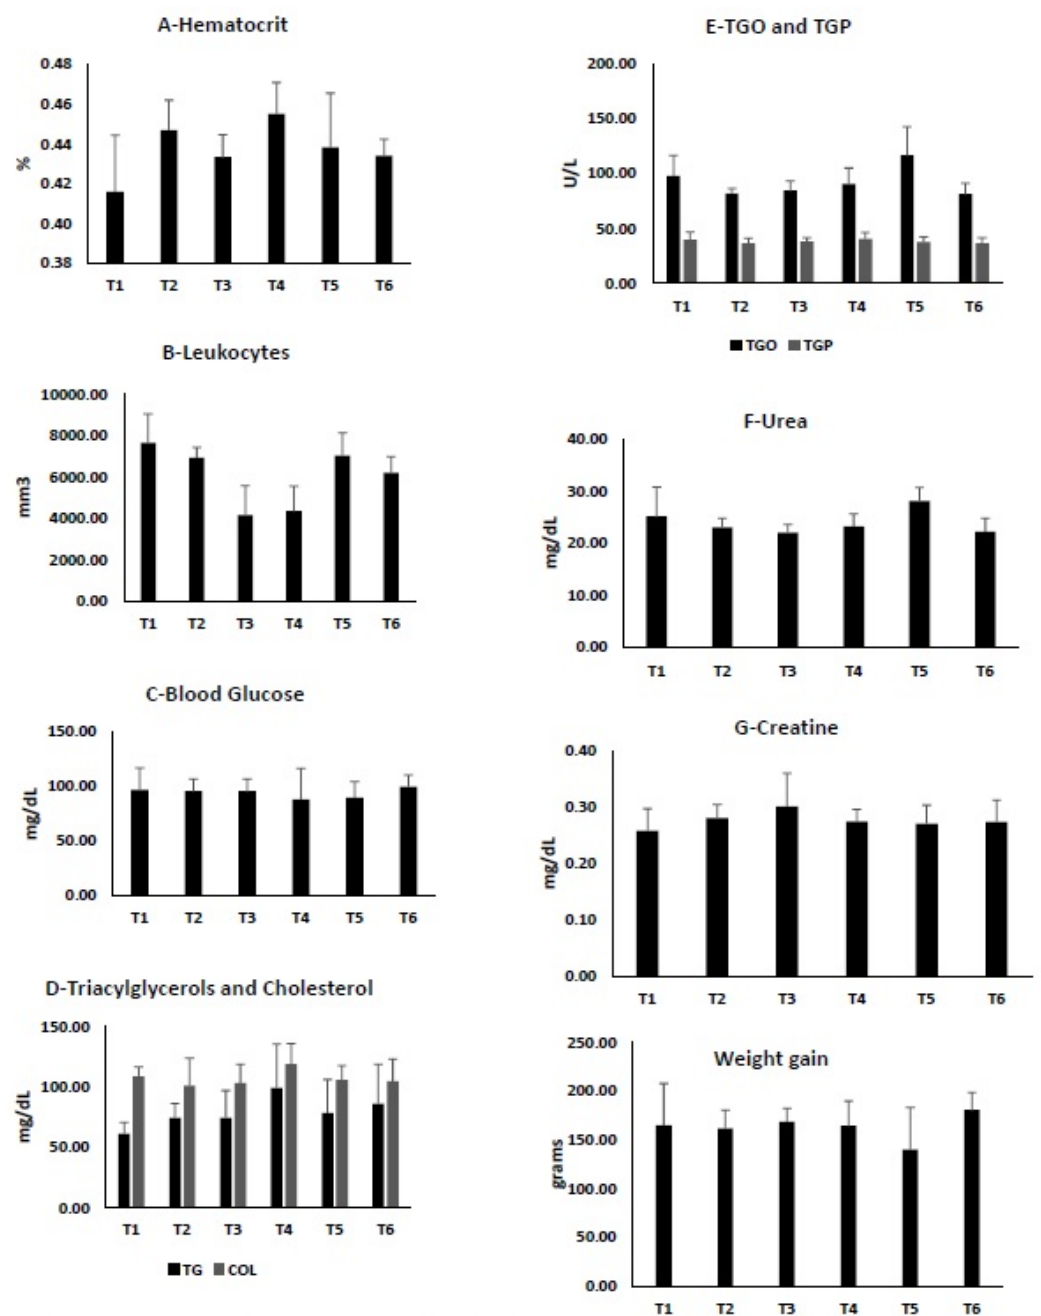 A-Hematocrit
%
0.48
0.46
0.44
0.42
0.40
0.38
T1 T2 T3 T4 T5 T6
B-Leukocytes
mm3
10000.00
8000.00
6000.00
4000.00
2000.00
0.00
T1 T2 T3 T4 T5 T6
C-Blood Glucose
mg/dL
150.00
100.00
50.00
0.00
T1 T2 T3 T4 T5 T6
D-Triacylglycerols and Cholesterol
mg/dL
150.00
100.00
50.00
0.00
T1 T2 T3 T4 T5 T6
TG COL
E-TGO and TGP
U/L
200.00
150.00
100.00
50.00
0.00
T1 T2 T3 T4 T5 T6
TGO TGP
F-Urea
mg/dL
40.00
30.00
20.00
10.00
0.00
T1 T2 T3 T4 T5 T6
G-Creatine
mg/dL
0.40
0.30
0.20
0.10
0.00
T1 T2 T3 T4 T5 T6
Weight gain
grams
250.00
200.00
150.00
100.00
50.00
0.00
T1 T2 T3 T4 T5 T6